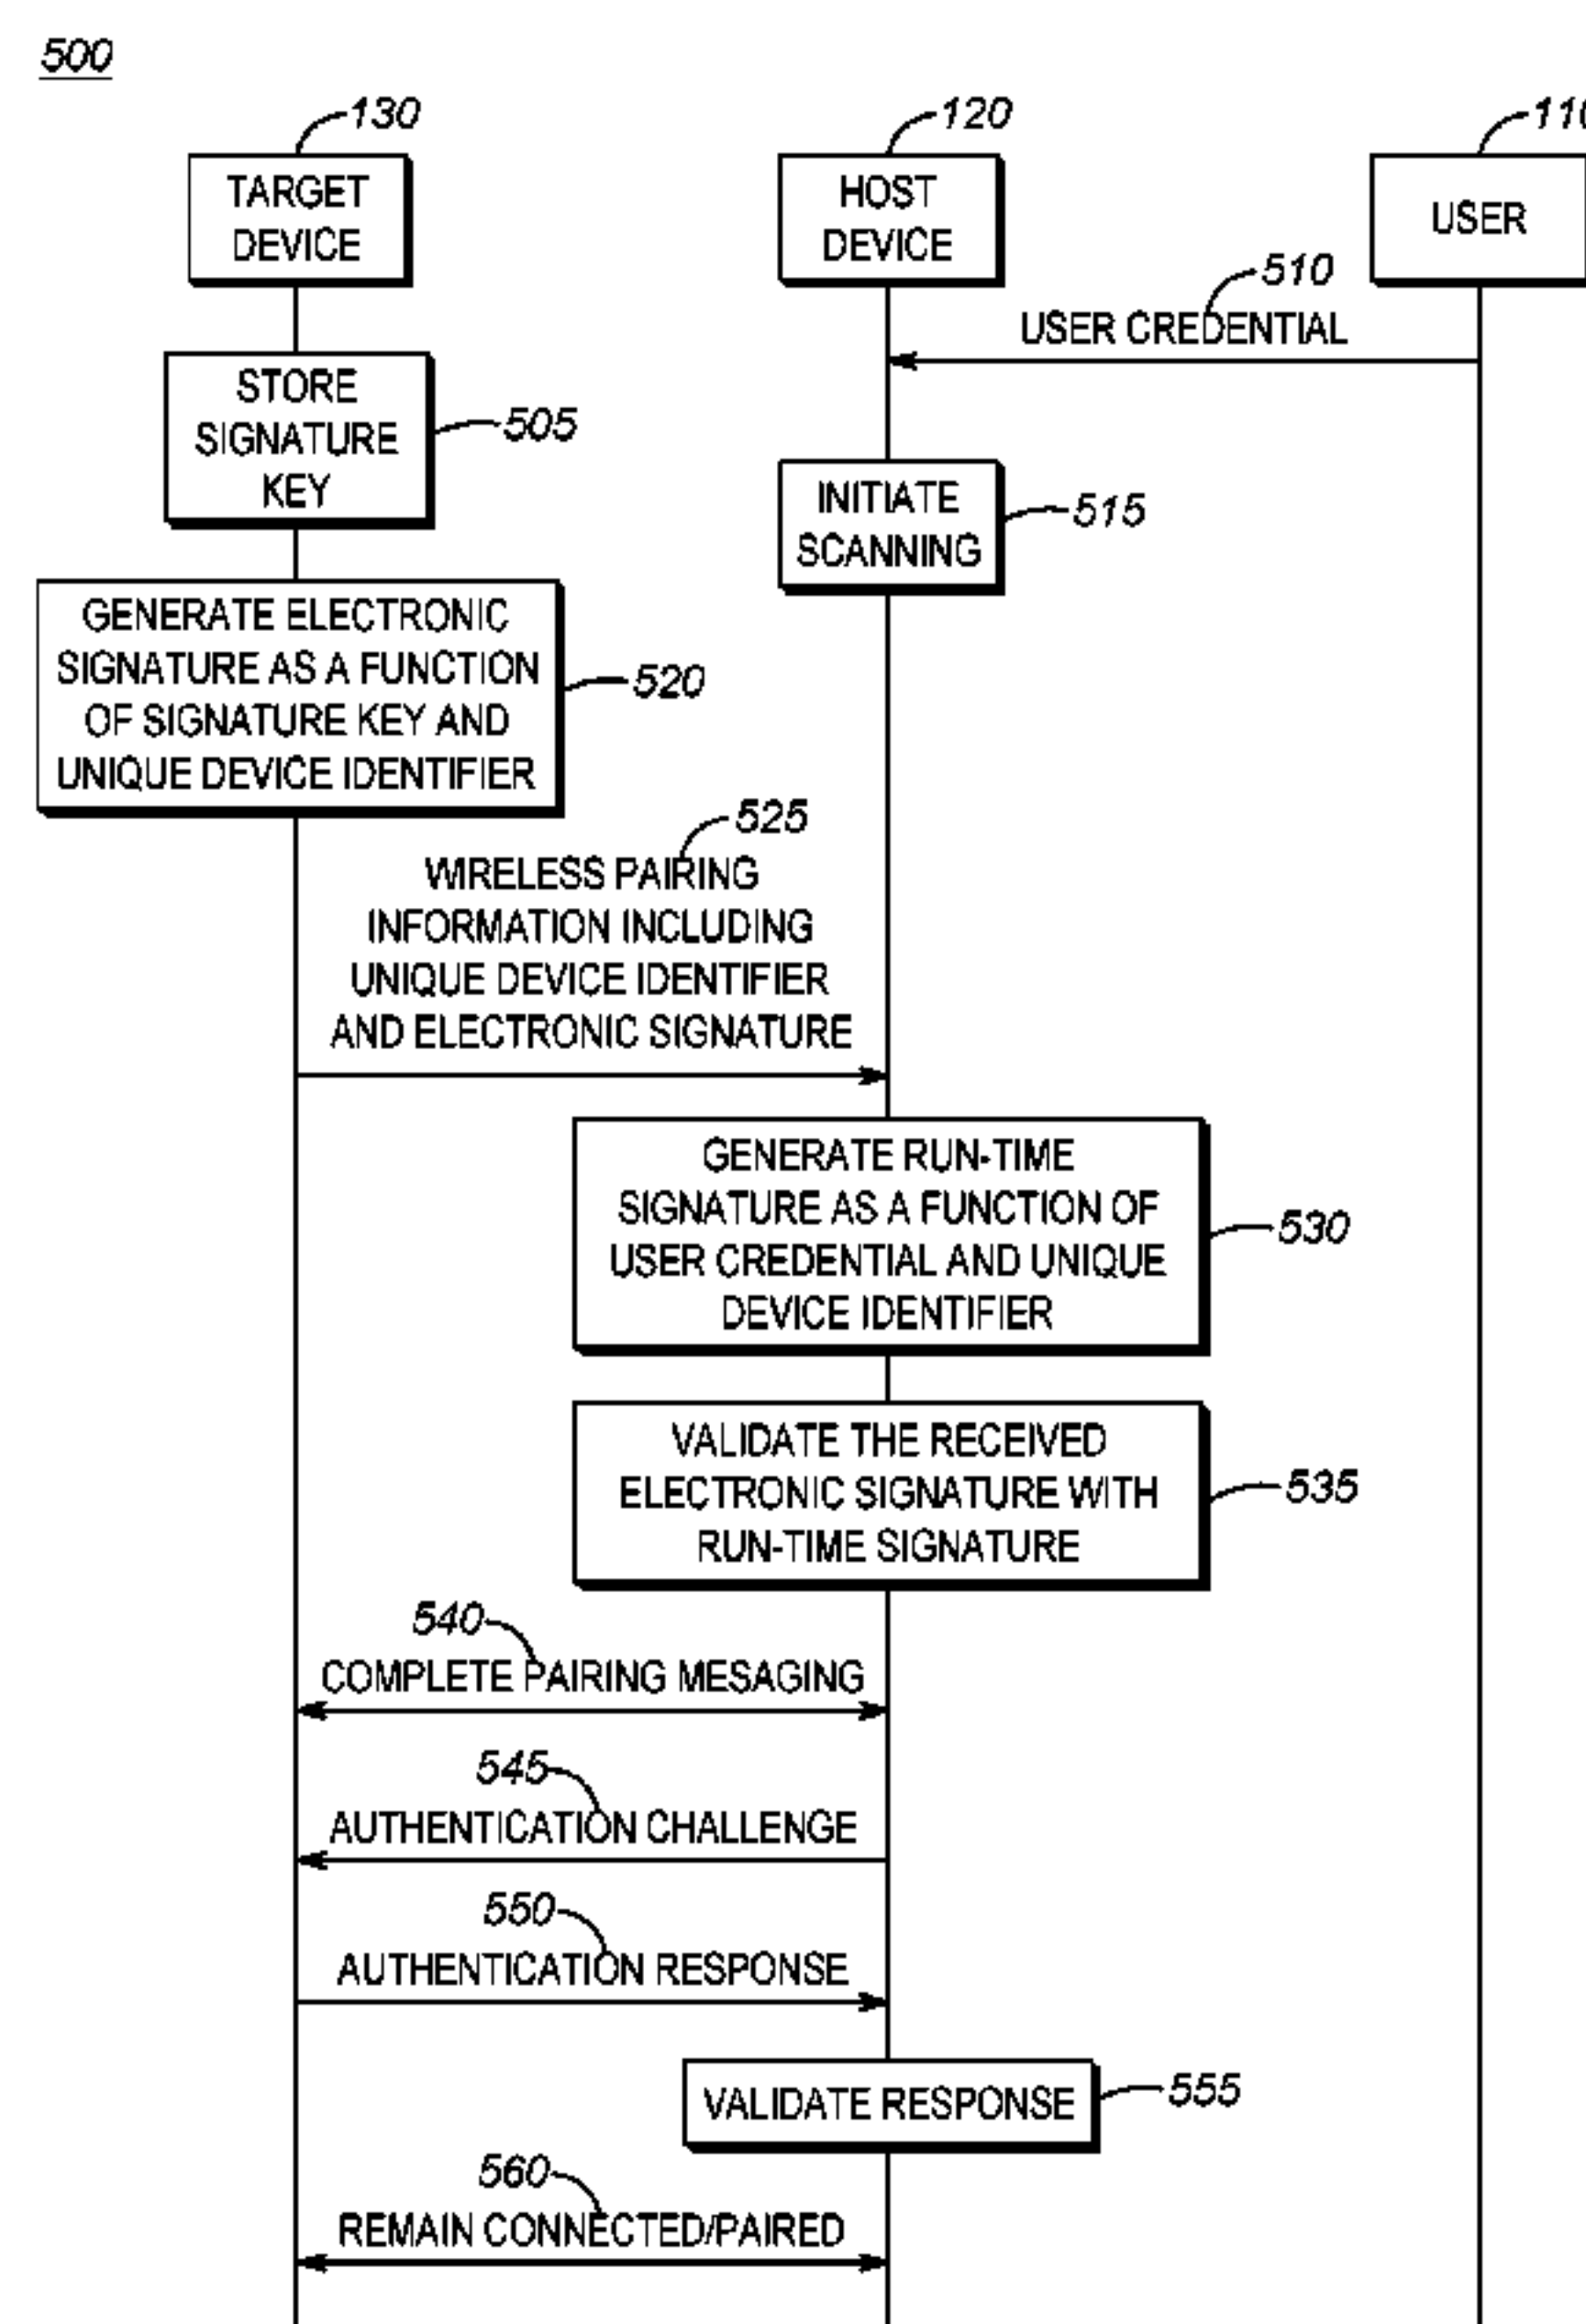 500
130
120
110
TARGET
DEVICE
HOST
DEVICE
USER
510
USER CREDENTIAL
STORE
SIGNATURE
KEY
505
INITIATE
SCANNING
515
GENERATE ELECTRONIC
SIGNATURE AS A FUNCTION
OF SIGNATURE KEY AND
UNIQUE DEVICE IDENTIFIER
520
525
WIRELESS PAIRING
INFORMATION INCLUDING
UNIQUE DEVICE IDENTIFIER
AND ELECTRONIC SIGNATURE
GENERATE RUN-TIME
SIGNATURE AS A FUNCTION OF
USER CREDENTIAL AND UNIQUE
DEVICE IDENTIFIER
530
VALIDATE THE RECEIVED
ELECTRONIC SIGNATURE WITH
RUN-TIME SIGNATURE
535
540
COMPLETE PAIRING MESAGING
545
AUTHENTICATION CHALLENGE
550
AUTHENTICATION RESPONSE
VALIDATE RESPONSE
555
560
REMAIN CONNECTED/PAIRED